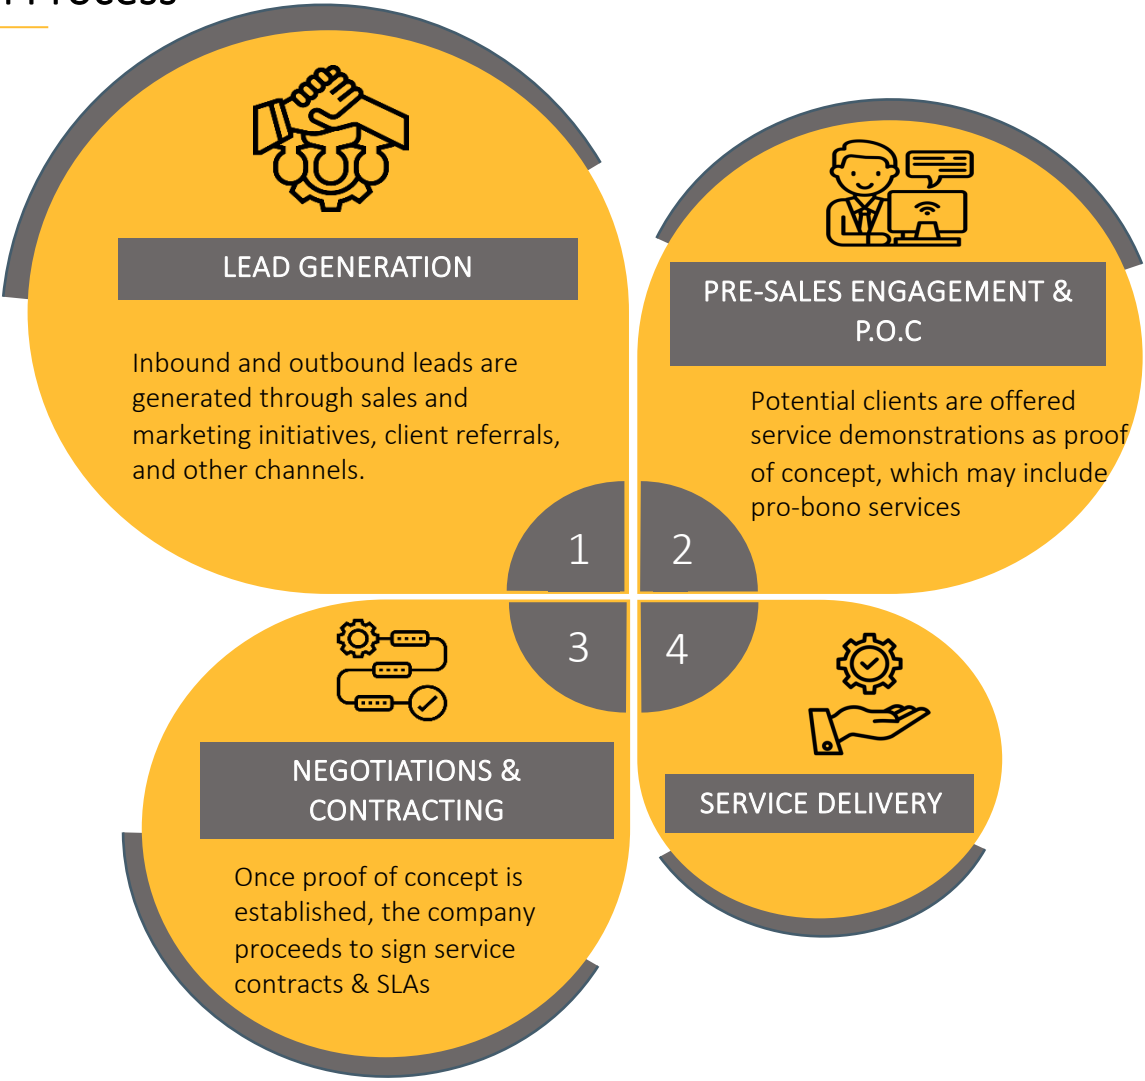 Process
LEAD GENERATION
Inbound and outbound leads are
generated through sales and
marketing initiatives, client referrals,
and other channels.
1
PRE-SALES ENGAGEMENT &
P.O.C
Potential clients are offered
service demonstrations as proof
of concept, which may include
pro-bono services
2
3
NEGOTIATIONS &
CONTRACTING
Once proof of concept is
established, the company
proceeds to sign service
contracts & SLAs
4
SERVICE DELIVERY